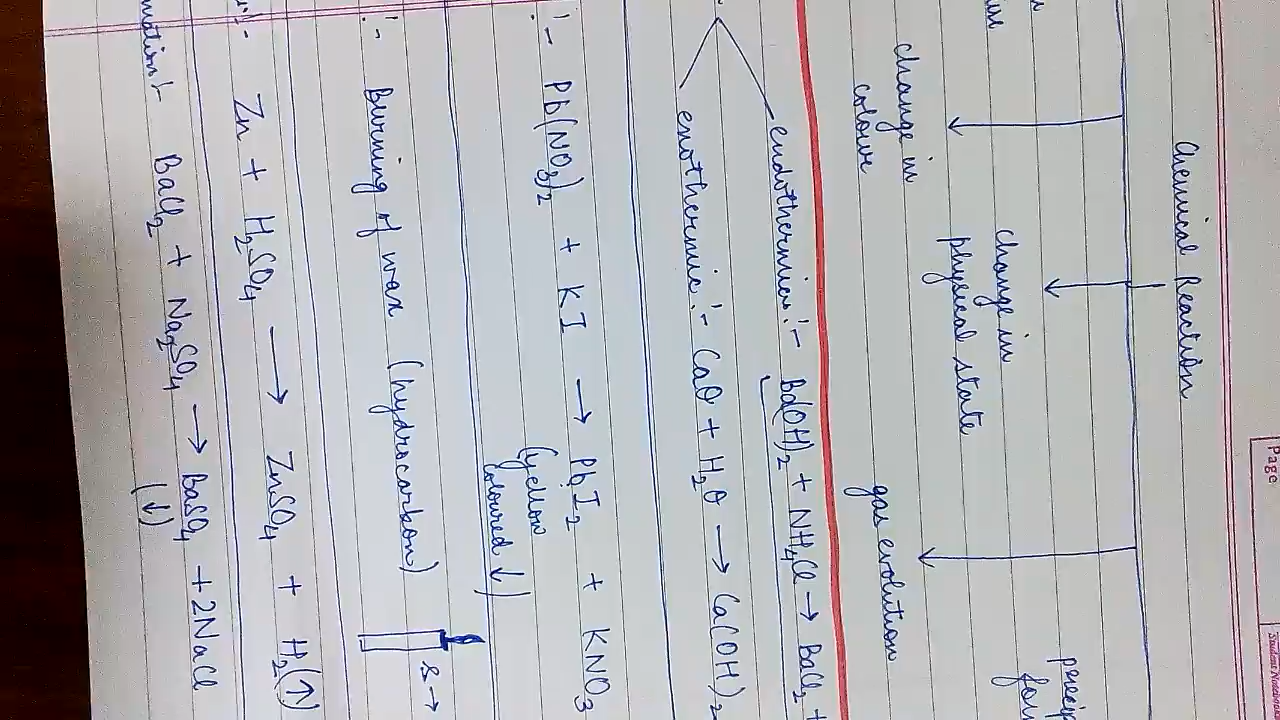 Page
Chemical Reaction
change in
colour
change in
physical state
gas evolution
endothermic:- Ba(OH)2 + NH4Cl → BaCl2 +
exothermic:- CaO + H2O → Ca(OH)2
:- Pb(NO3)2 + KI → PbI2 + KNO3
(yellow
coloured ↓)
:- Burning of wax (hydrocarbon) & →
:- Zn + H2SO4 → ZnSO4 + H2(↑)
mation:- BaCl2 + Na2SO4 → BaSO4 + 2NaCl
(↓)